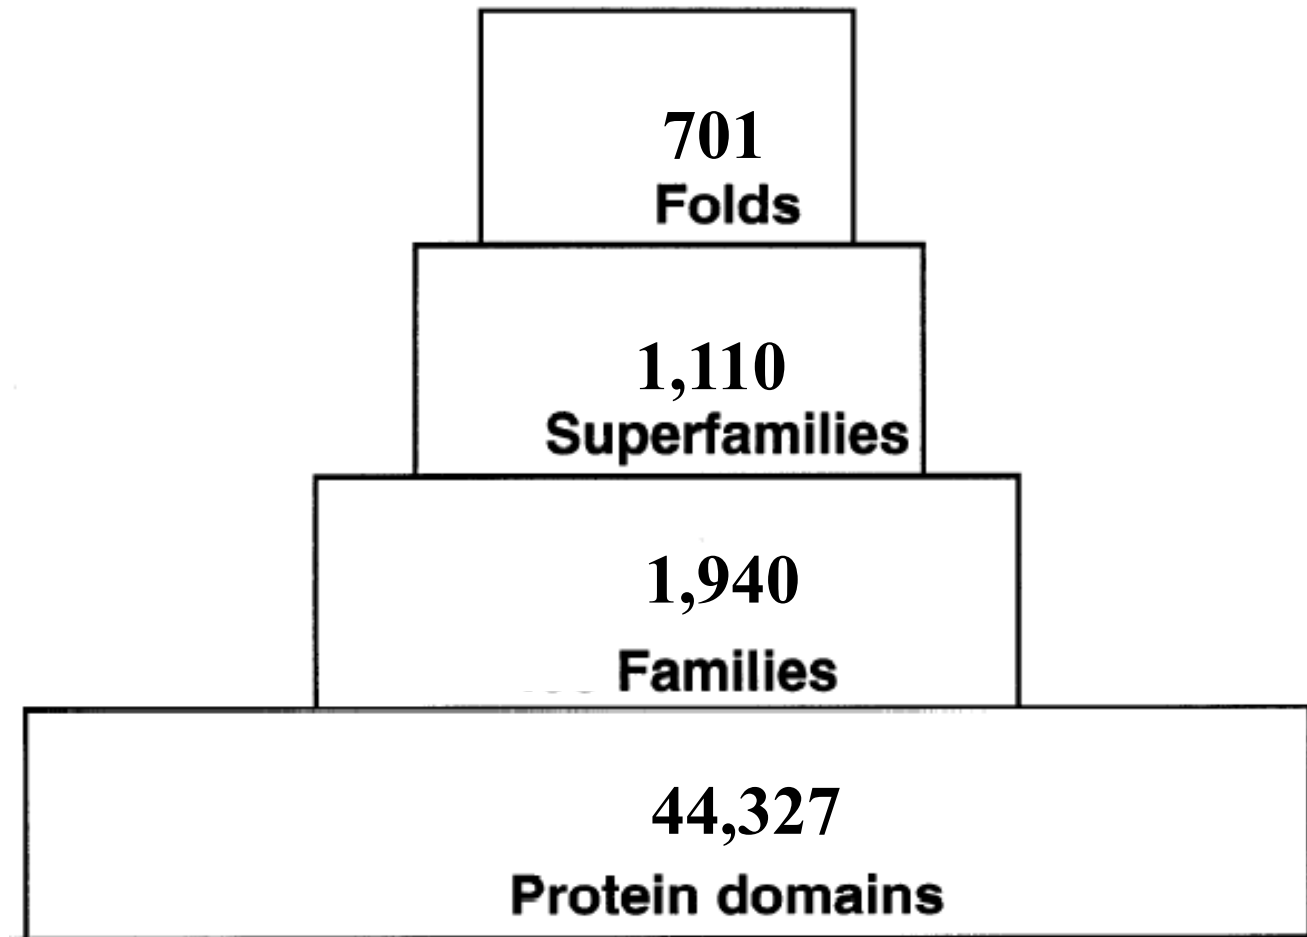 701
Folds
1,110
Superfamilies
1,940
Families
44,327
Protein domains